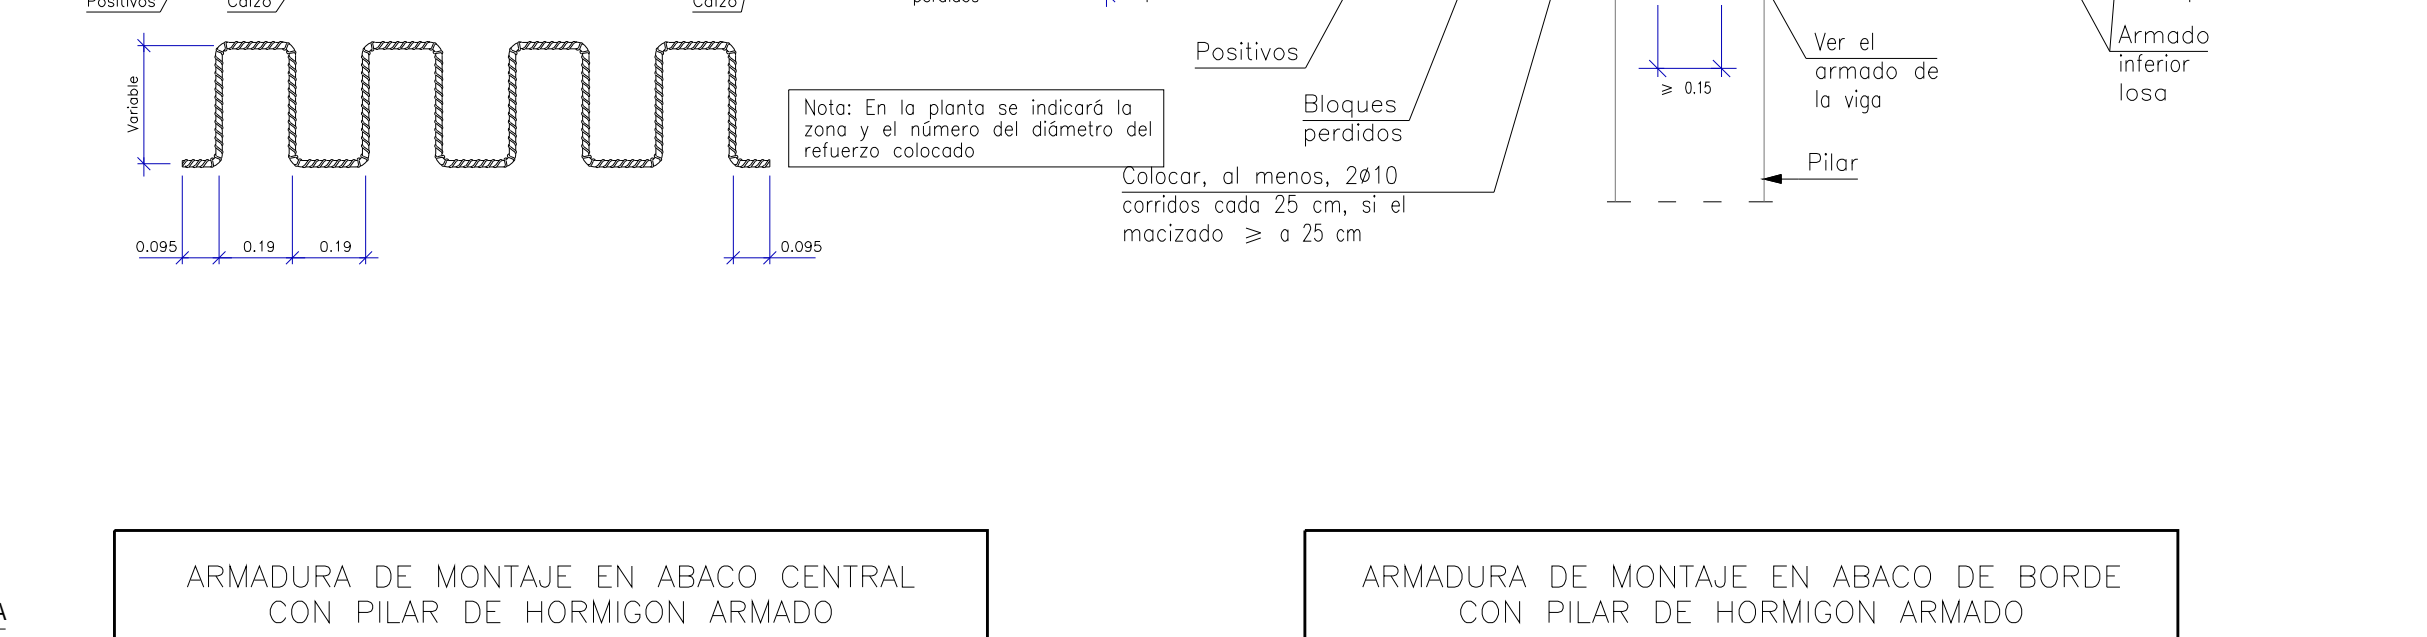 Positivos
Calzo
Calzo
perdidos
Variable
0.095
0.19
0.19
0.095
Nota: En la planta se indicará la
zona y el número del diámetro del
refuerzo colocado
Positivos
Bloques
perdidos
Colocar, al menos, 2ø10
corridos cada 25 cm, si el
macizado ⩾ a 25 cm
⩾ 0.15
Ver el
armado de
la viga
Pilar
Armado
inferior
losa
A
ARMADURA DE MONTAJE EN ABACO CENTRAL
CON PILAR DE HORMIGON ARMADO
ARMADURA DE MONTAJE EN ABACO DE BORDE
CON PILAR DE HORMIGON ARMADO